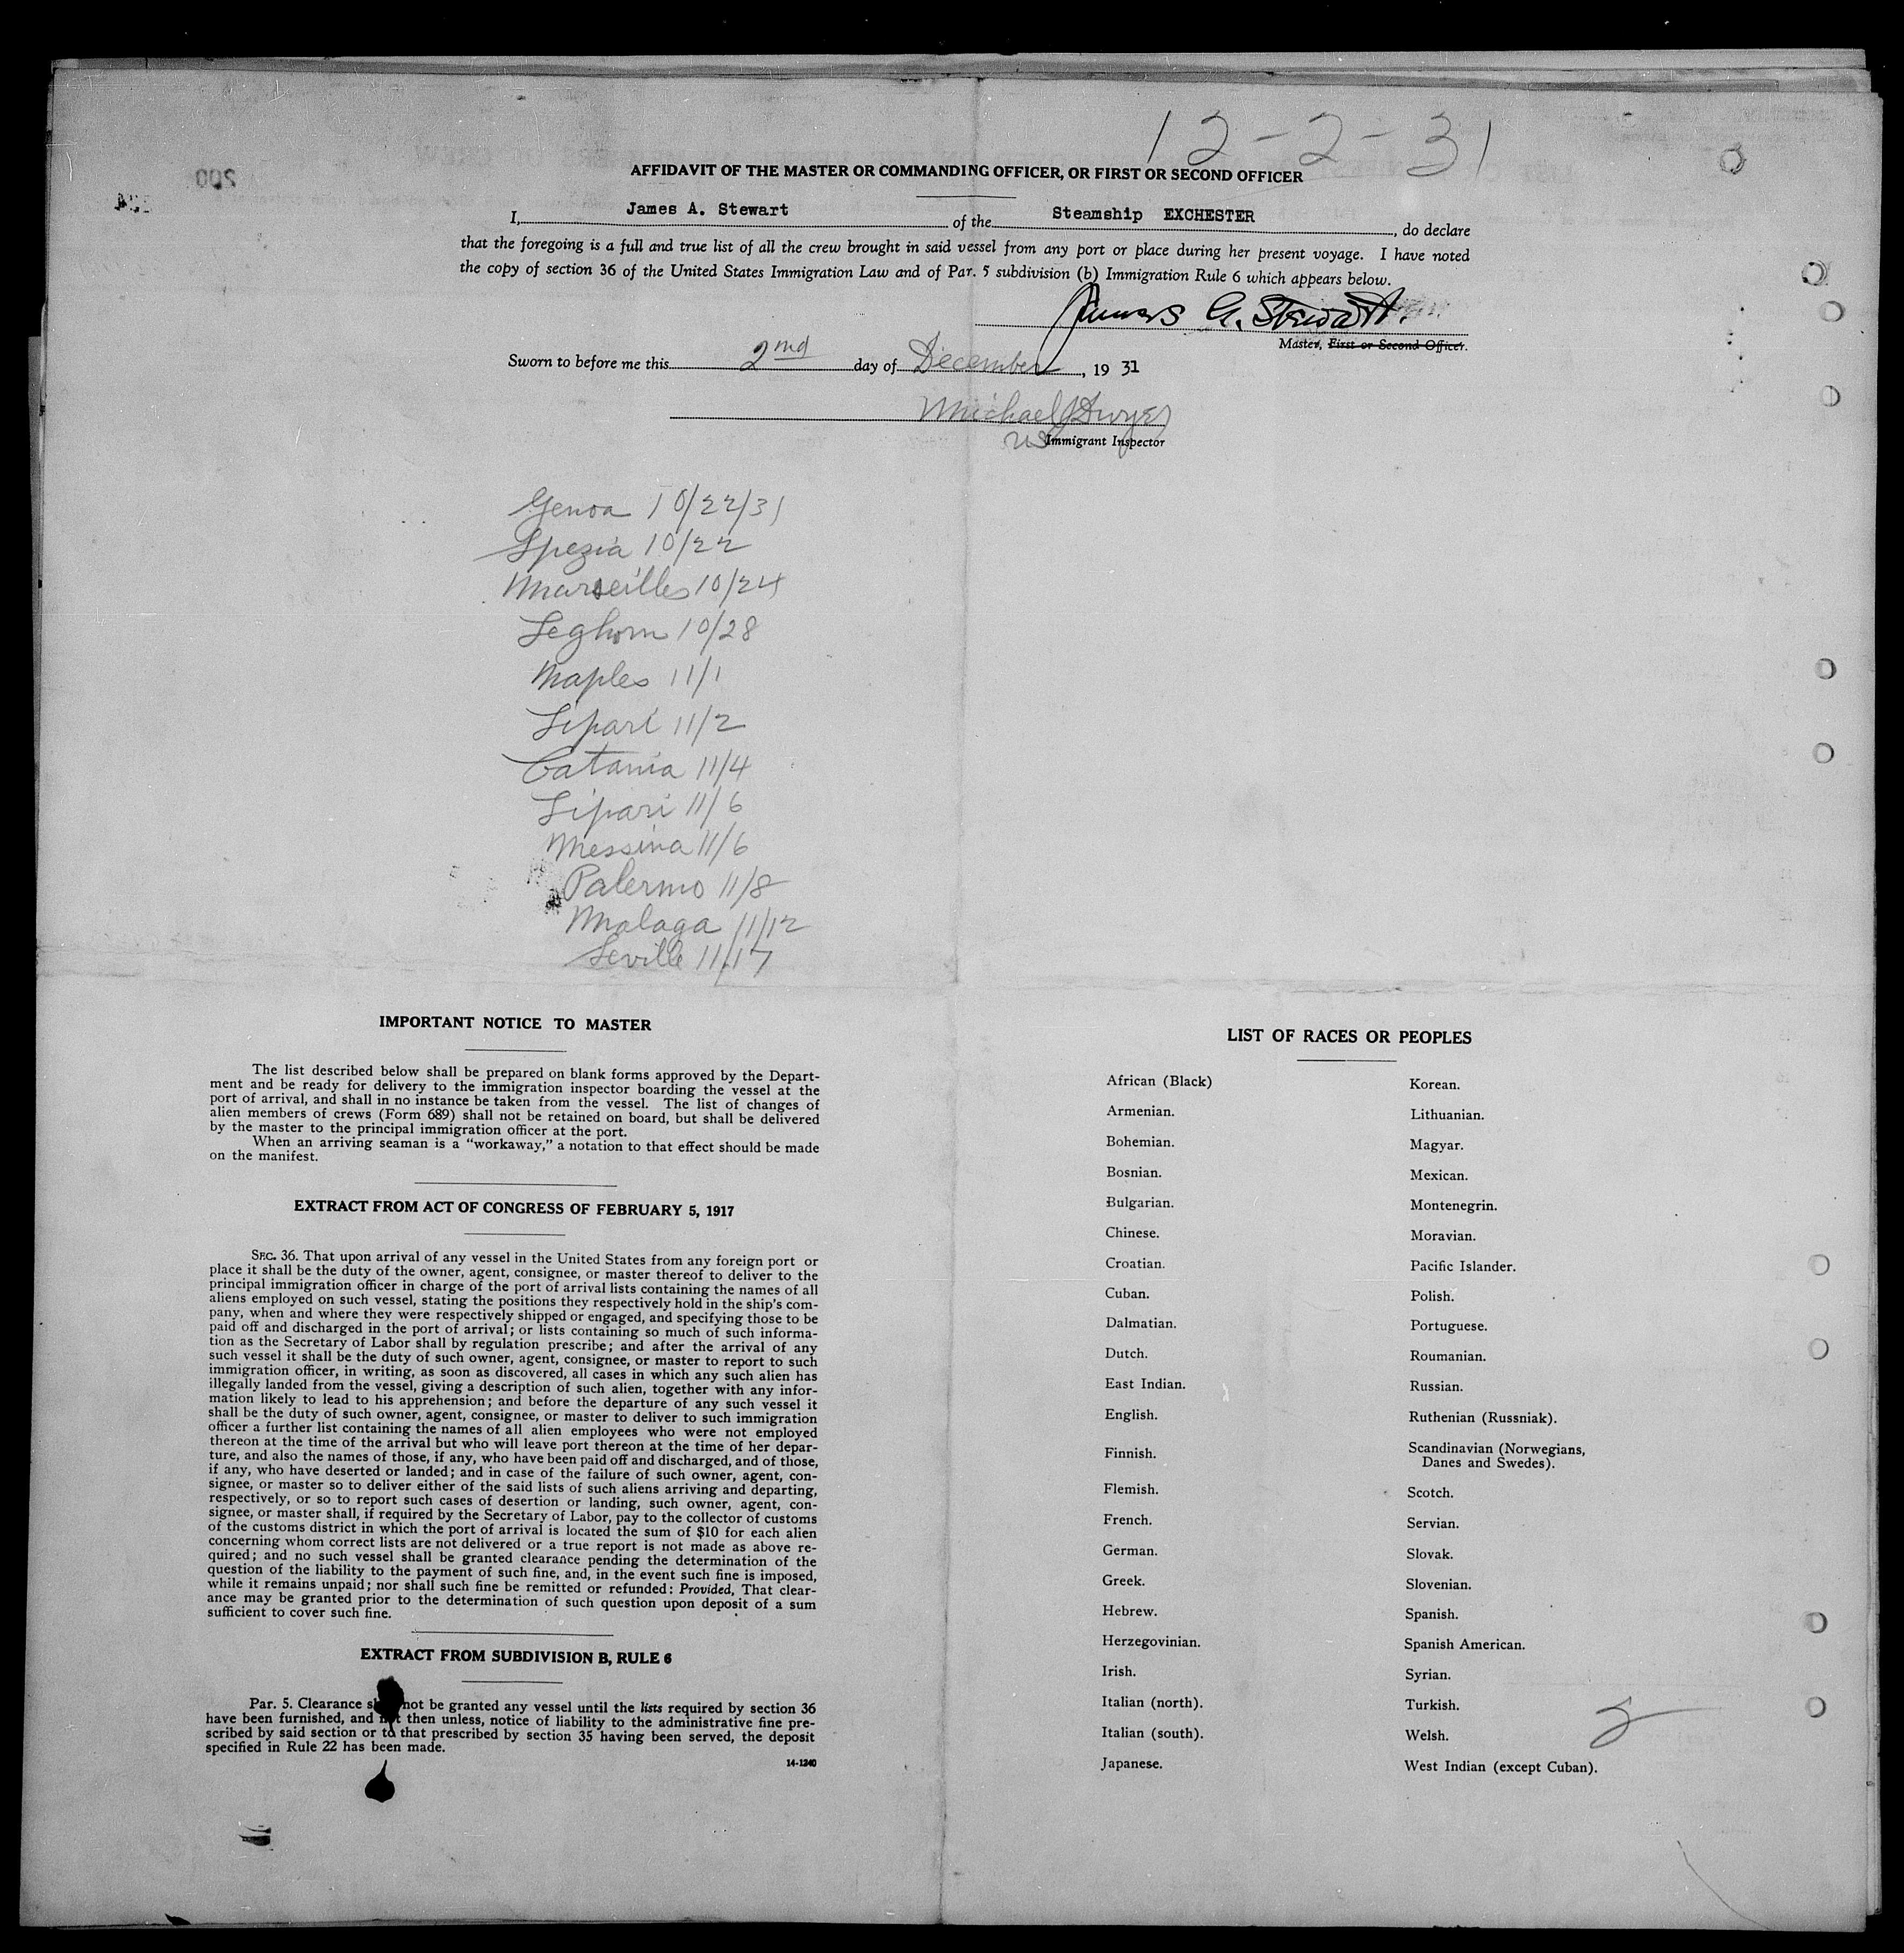 12-2-31
AFFIDAVIT OF THE MASTER OR COMMANDING OFFICER, OR FIRST OR SECOND OFFICER
I, James A. Stewart of the Steamship EXCHESTER, do declare
that the foregoing is a full and true list of all the crew brought in said vessel from any port or place during her present voyage. I have noted
the copy of section 36 of the United States Immigration Law and of Par. 5 subdivision (b) Immigration Rule 6 which appears below.
James A. Stewart.
Master, First or Second Officer.
Sworn to before me this 2nd day of December, 19 31
Michael J Dwyer
US Immigrant Inspector
Genoa 10/22/31
Spezia 10/22
Marseilles 10/24
Leghorn 10/28
Naples 11/1
Lipari 11/2
Catania 11/4
Lipari 11/6
Messina 11/6
Palermo 11/8
Malaga 11/12
Seville 11/17
IMPORTANT NOTICE TO MASTER
The list described below shall be prepared on blank forms approved by the Depart-
ment and be ready for delivery to the immigration inspector boarding the vessel at the
port of arrival, and shall in no instance be taken from the vessel. The list of changes of
alien members of crews (Form 689) shall not be retained on board, but shall be delivered
by the master to the principal immigration officer at the port.
When an arriving seaman is a "workaway," a notation to that effect should be made
on the manifest.
EXTRACT FROM ACT OF CONGRESS OF FEBRUARY 5, 1917
SEC. 36. That upon arrival of any vessel in the United States from any foreign port or
place it shall be the duty of the owner, agent, consignee, or master thereof to deliver to the
principal immigration officer in charge of the port of arrival lists containing the names of all
aliens employed on such vessel, stating the positions they respectively hold in the ship's com-
pany, when and where they were respectively shipped or engaged, and specifying those to be
paid off and discharged in the port of arrival; or lists containing so much of such informa-
tion as the Secretary of Labor shall by regulation prescribe; and after the arrival of any
such vessel it shall be the duty of such owner, agent, consignee, or master to report to such
immigration officer, in writing, as soon as discovered, all cases in which any such alien has
illegally landed from the vessel, giving a description of such alien, together with any infor-
mation likely to lead to his apprehension; and before the departure of any such vessel it
shall be the duty of such owner, agent, consignee, or master to deliver to such immigration
officer a further list containing the names of all alien employees who were not employed
thereon at the time of the arrival but who will leave port thereon at the time of her depar-
ture, and also the names of those, if any, who have been paid off and discharged, and of those,
if any, who have deserted or landed; and in case of the failure of such owner, agent, con-
signee, or master so to deliver either of the said lists of such aliens arriving and departing,
respectively, or so to report such cases of desertion or landing, such owner, agent, con-
signee, or master shall, if required by the Secretary of Labor, pay to the collector of customs
of the customs district in which the port of arrival is located the sum of $10 for each alien
concerning whom correct lists are not delivered or a true report is not made as above re-
quired; and no such vessel shall be granted clearance pending the determination of the
question of the liability to the payment of such fine, and, in the event such fine is imposed,
while it remains unpaid; nor shall such fine be remitted or refunded: Provided, That clear-
ance may be granted prior to the determination of such question upon deposit of a sum
sufficient to cover such fine.
EXTRACT FROM SUBDIVISION B, RULE 6
Par. 5. Clearance shall not be granted any vessel until the lists required by section 36
have been furnished, and not then unless, notice of liability to the administrative fine pre-
scribed by said section or to that prescribed by section 35 having been served, the deposit
specified in Rule 22 has been made.
14-1240
LIST OF RACES OR PEOPLES
African (Black)
Armenian.
Bohemian.
Bosnian.
Bulgarian.
Chinese.
Croatian.
Cuban.
Dalmatian.
Dutch.
East Indian.
English.
Finnish.
Flemish.
French.
German.
Greek.
Hebrew.
Herzegovinian.
Irish.
Italian (north).
Italian (south).
Japanese.
Korean.
Lithuanian.
Magyar.
Mexican.
Montenegrin.
Moravian.
Pacific Islander.
Polish.
Portuguese.
Roumanian.
Russian.
Ruthenian (Russniak).
Scandinavian (Norwegians,
Danes and Swedes).
Scotch.
Servian.
Slovak.
Slovenian.
Spanish.
Spanish American.
Syrian.
Turkish.
Welsh.
West Indian (except Cuban).